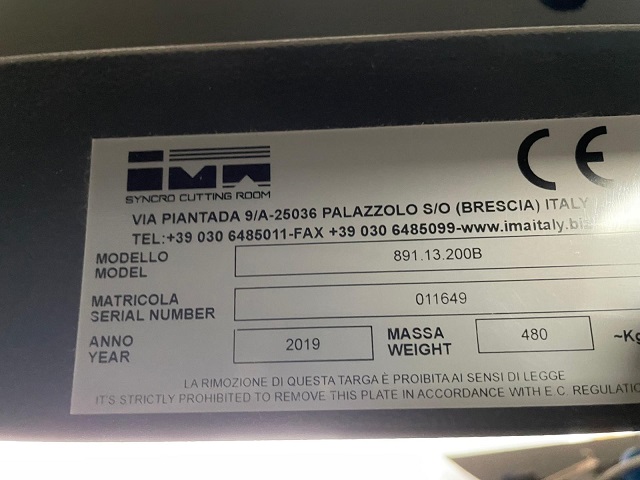 ima
SYNCRO CUTTING ROOM
CE
VIA PIANTADA 9/A-25036 PALAZZOLO S/O (BRESCIA) ITALY
TEL:+39 030 6485011-FAX +39 030 6485099-www.imaitaly.biz
MODELLO
MODEL
891.13.200B
MATRICOLA
SERIAL NUMBER
011649
ANNO
YEAR
2019
MASSA
WEIGHT
480
~Kg
LA RIMOZIONE DI QUESTA TARGA È PROIBITA AI SENSI DI LEGGE
IT'S STRICTLY PROHIBITED TO REMOVE THIS PLATE IN ACCORDANCE WITH E.C. REGULATION